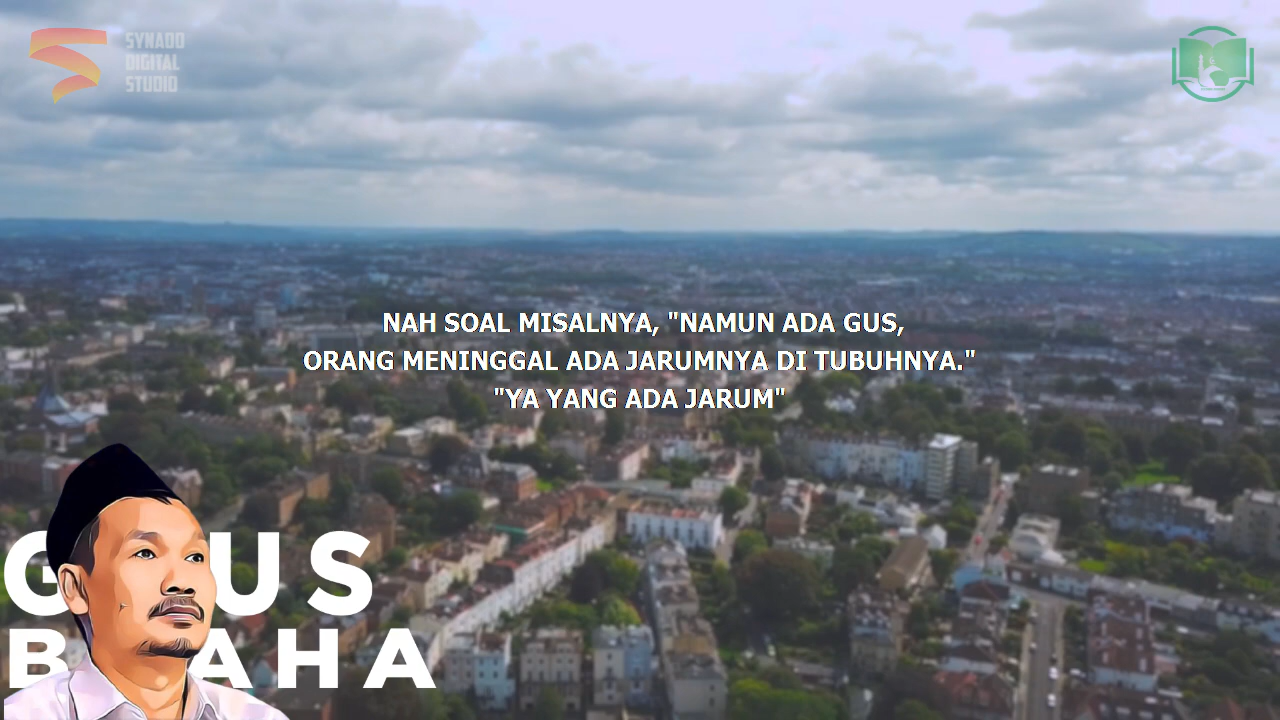 SYNADO
DIGITAL
STUDIO
NAH SOAL MISALNYA, "NAMUN ADA GUS,
ORANG MENINGGAL ADA JARUMNYA DI TUBUHNYA."
"YA YANG ADA JARUM"
GUS
BAHA